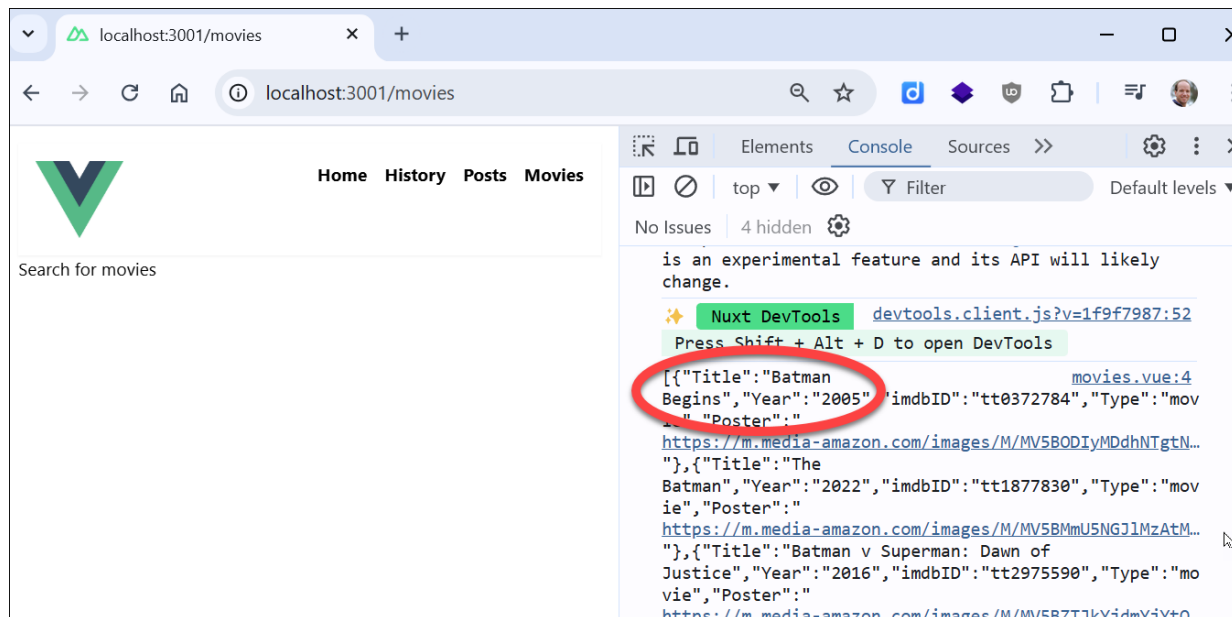 localhost:3001/movies
localhost:3001/movies
Home History Posts Movies
Search for movies
Elements Console Sources
top Filter Default levels
No Issues 4 hidden
is an experimental feature and its API will likely
change.
Nuxt DevTools devtools.client.js?v=1f9f7987:52
Press Shift + Alt + D to open DevTools
[{"Title":"Batman movies.vue:4
Begins","Year":"2005","imdbID":"tt0372784","Type":"mov
ie","Poster":"
https://m.media-amazon.com/images/M/MV5BODIyMDdhNTgtN…
"},{"Title":"The
Batman","Year":"2022","imdbID":"tt1877830","Type":"mov
ie","Poster":"
https://m.media-amazon.com/images/M/MV5BMmU5NGJlMzAtM…
"},{"Title":"Batman v Superman: Dawn of
Justice","Year":"2016","imdbID":"tt2975590","Type":"mo
vie","Poster":"